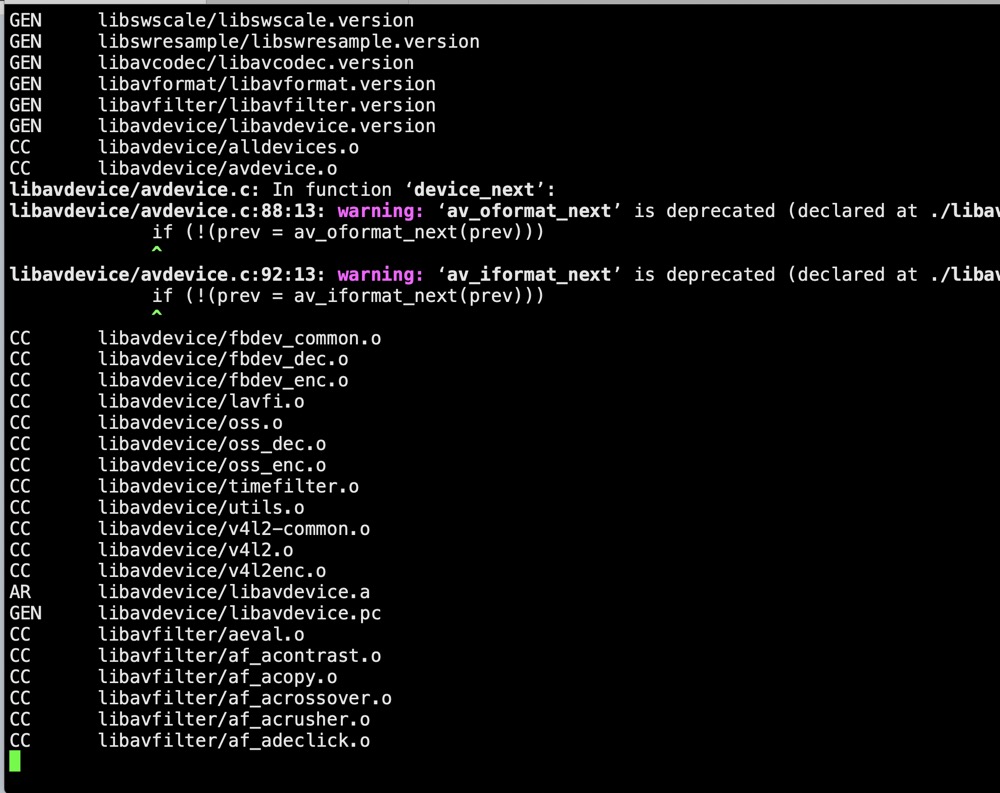 GEN libswscale/libswscale.version
GEN libswresample/libswresample.version
GEN libavcodec/libavcodec.version
GEN libavformat/libavformat.version
GEN libavfilter/libavfilter.version
GEN libavdevice/libavdevice.version
CC libavdevice/alldevices.o
CC libavdevice/avdevice.o
libavdevice/avdevice.c: In function ‘device_next’:
libavdevice/avdevice.c:88:13: warning: ‘av_oformat_next’ is deprecated (declared at ./libav
if (!(prev = av_oformat_next(prev)))
^
libavdevice/avdevice.c:92:13: warning: ‘av_iformat_next’ is deprecated (declared at ./libav
if (!(prev = av_iformat_next(prev)))
^
CC libavdevice/fbdev_common.o
CC libavdevice/fbdev_dec.o
CC libavdevice/fbdev_enc.o
CC libavdevice/lavfi.o
CC libavdevice/oss.o
CC libavdevice/oss_dec.o
CC libavdevice/oss_enc.o
CC libavdevice/timefilter.o
CC libavdevice/utils.o
CC libavdevice/v4l2-common.o
CC libavdevice/v4l2.o
CC libavdevice/v4l2enc.o
AR libavdevice/libavdevice.a
GEN libavdevice/libavdevice.pc
CC libavfilter/aeval.o
CC libavfilter/af_acontrast.o
CC libavfilter/af_acopy.o
CC libavfilter/af_acrossover.o
CC libavfilter/af_acrusher.o
CC libavfilter/af_adeclick.o